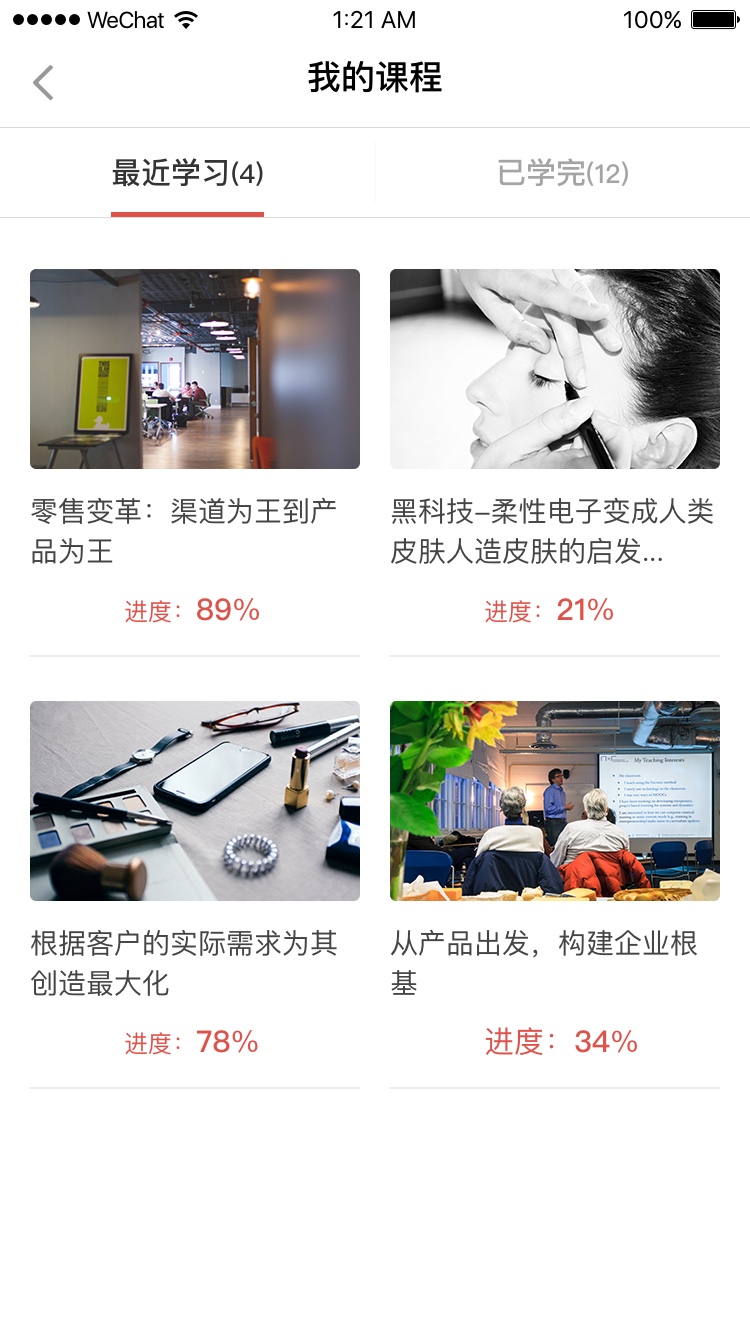 WeChat 1:21 AM 100%
我的课程
最近学习(4) 已学完(12)
THIS
零售变革：渠道为王到产
品为王
进度：89%
黑科技–柔性电子变成人类
皮肤人造皮肤的启发...
进度：21%
My Teaching Interests
根据客户的实际需求为其
创造最大化
进度：78%
从产品出发，构建企业根
基
进度：34%